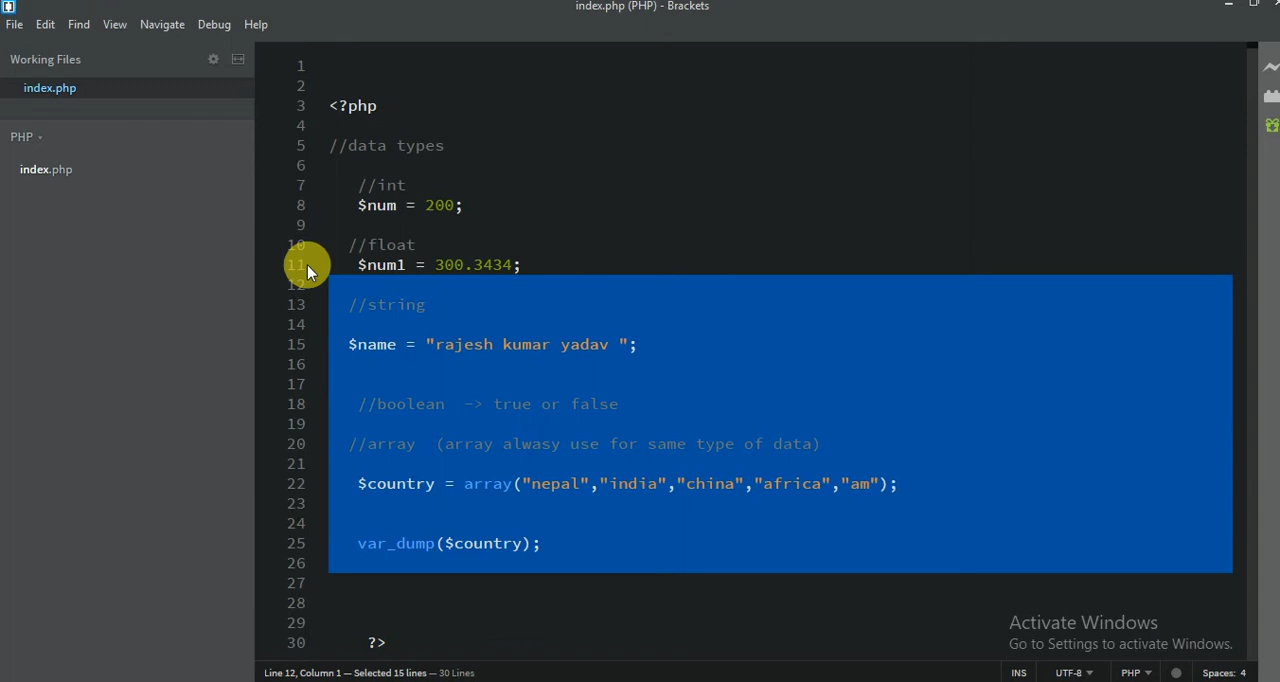 index.php (PHP) - Brackets
File Edit Find View Navigate Debug Help
Working Files
index.php
PHP
index.php
1
2
3 <?php
4
5 //data types
6
7 //int
8 $num = 200;
9
10 //float
11 $num1 = 300.3434;
12
13 //string
14
15 $name = "rajesh kumar yadav ";
16
17
18 //boolean -> true or false
19
20 //array (array alwasy use for same type of data)
21
22 $country = array("nepal","india","china","africa","am");
23
24
25 var_dump($country);
26
27
28
29
30 ?>
Activate Windows
Go to Settings to activate Windows.
Line 12, Column 1 — Selected 15 lines — 30 Lines INS UTF-8 PHP Spaces: 4